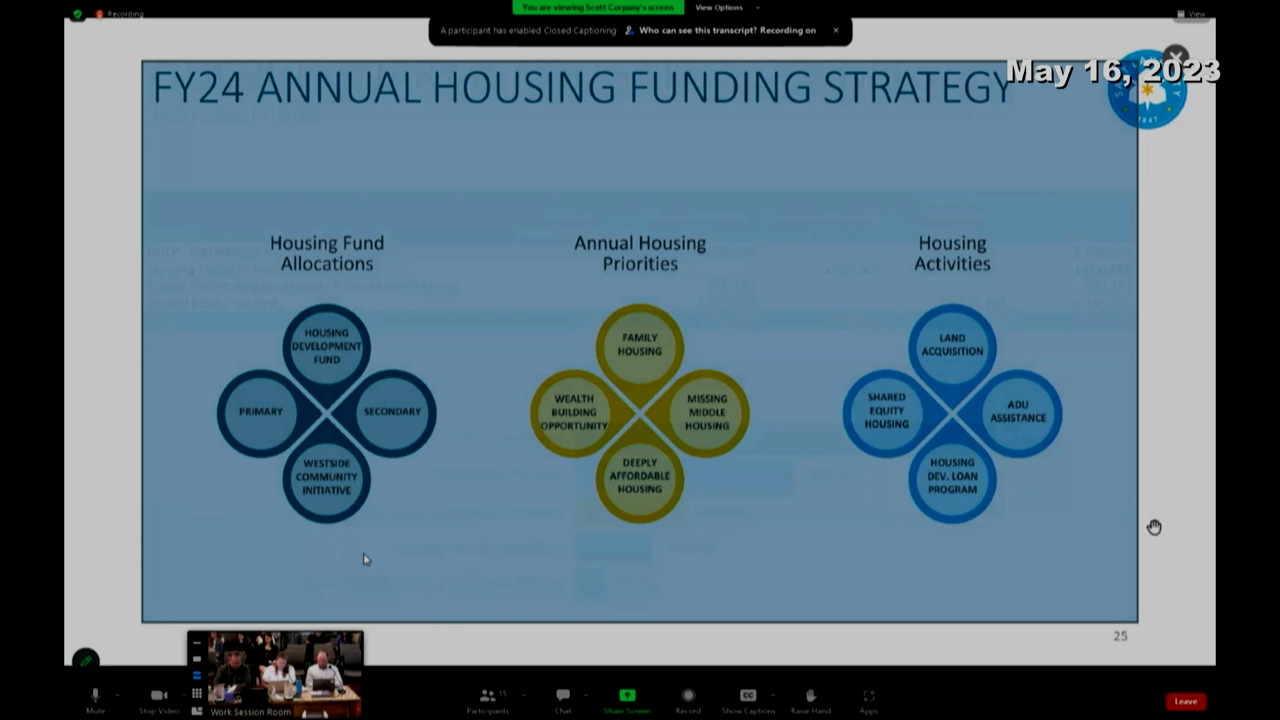 Recording
You are viewing Scott Corpany's screen
View Options
View
A participant has enabled Closed Captioning
Who can see this transcript? Recording on
May 16, 2023
FY24 ANNUAL HOUSING FUNDING STRATEGY
1847
Housing Fund
Allocations
HOUSING
DEVELOPMENT
FUND
PRIMARY
SECONDARY
WESTSIDE
COMMUNITY
INITIATIVE
Annual Housing
Priorities
FAMILY
HOUSING
WEALTH
BUILDING
OPPORTUNITY
MISSING
MIDDLE
HOUSING
DEEPLY
AFFORDABLE
HOUSING
Housing
Activities
LAND
ACQUISITION
SHARED
EQUITY
HOUSING
ADU
ASSISTANCE
HOUSING
DEV. LOAN
PROGRAM
25
Work Session Room
Mute
Stop Video
Participants
15
Chat
Share Screen
Record
CC
Show Captions
Raise Hand
Apps
Leave